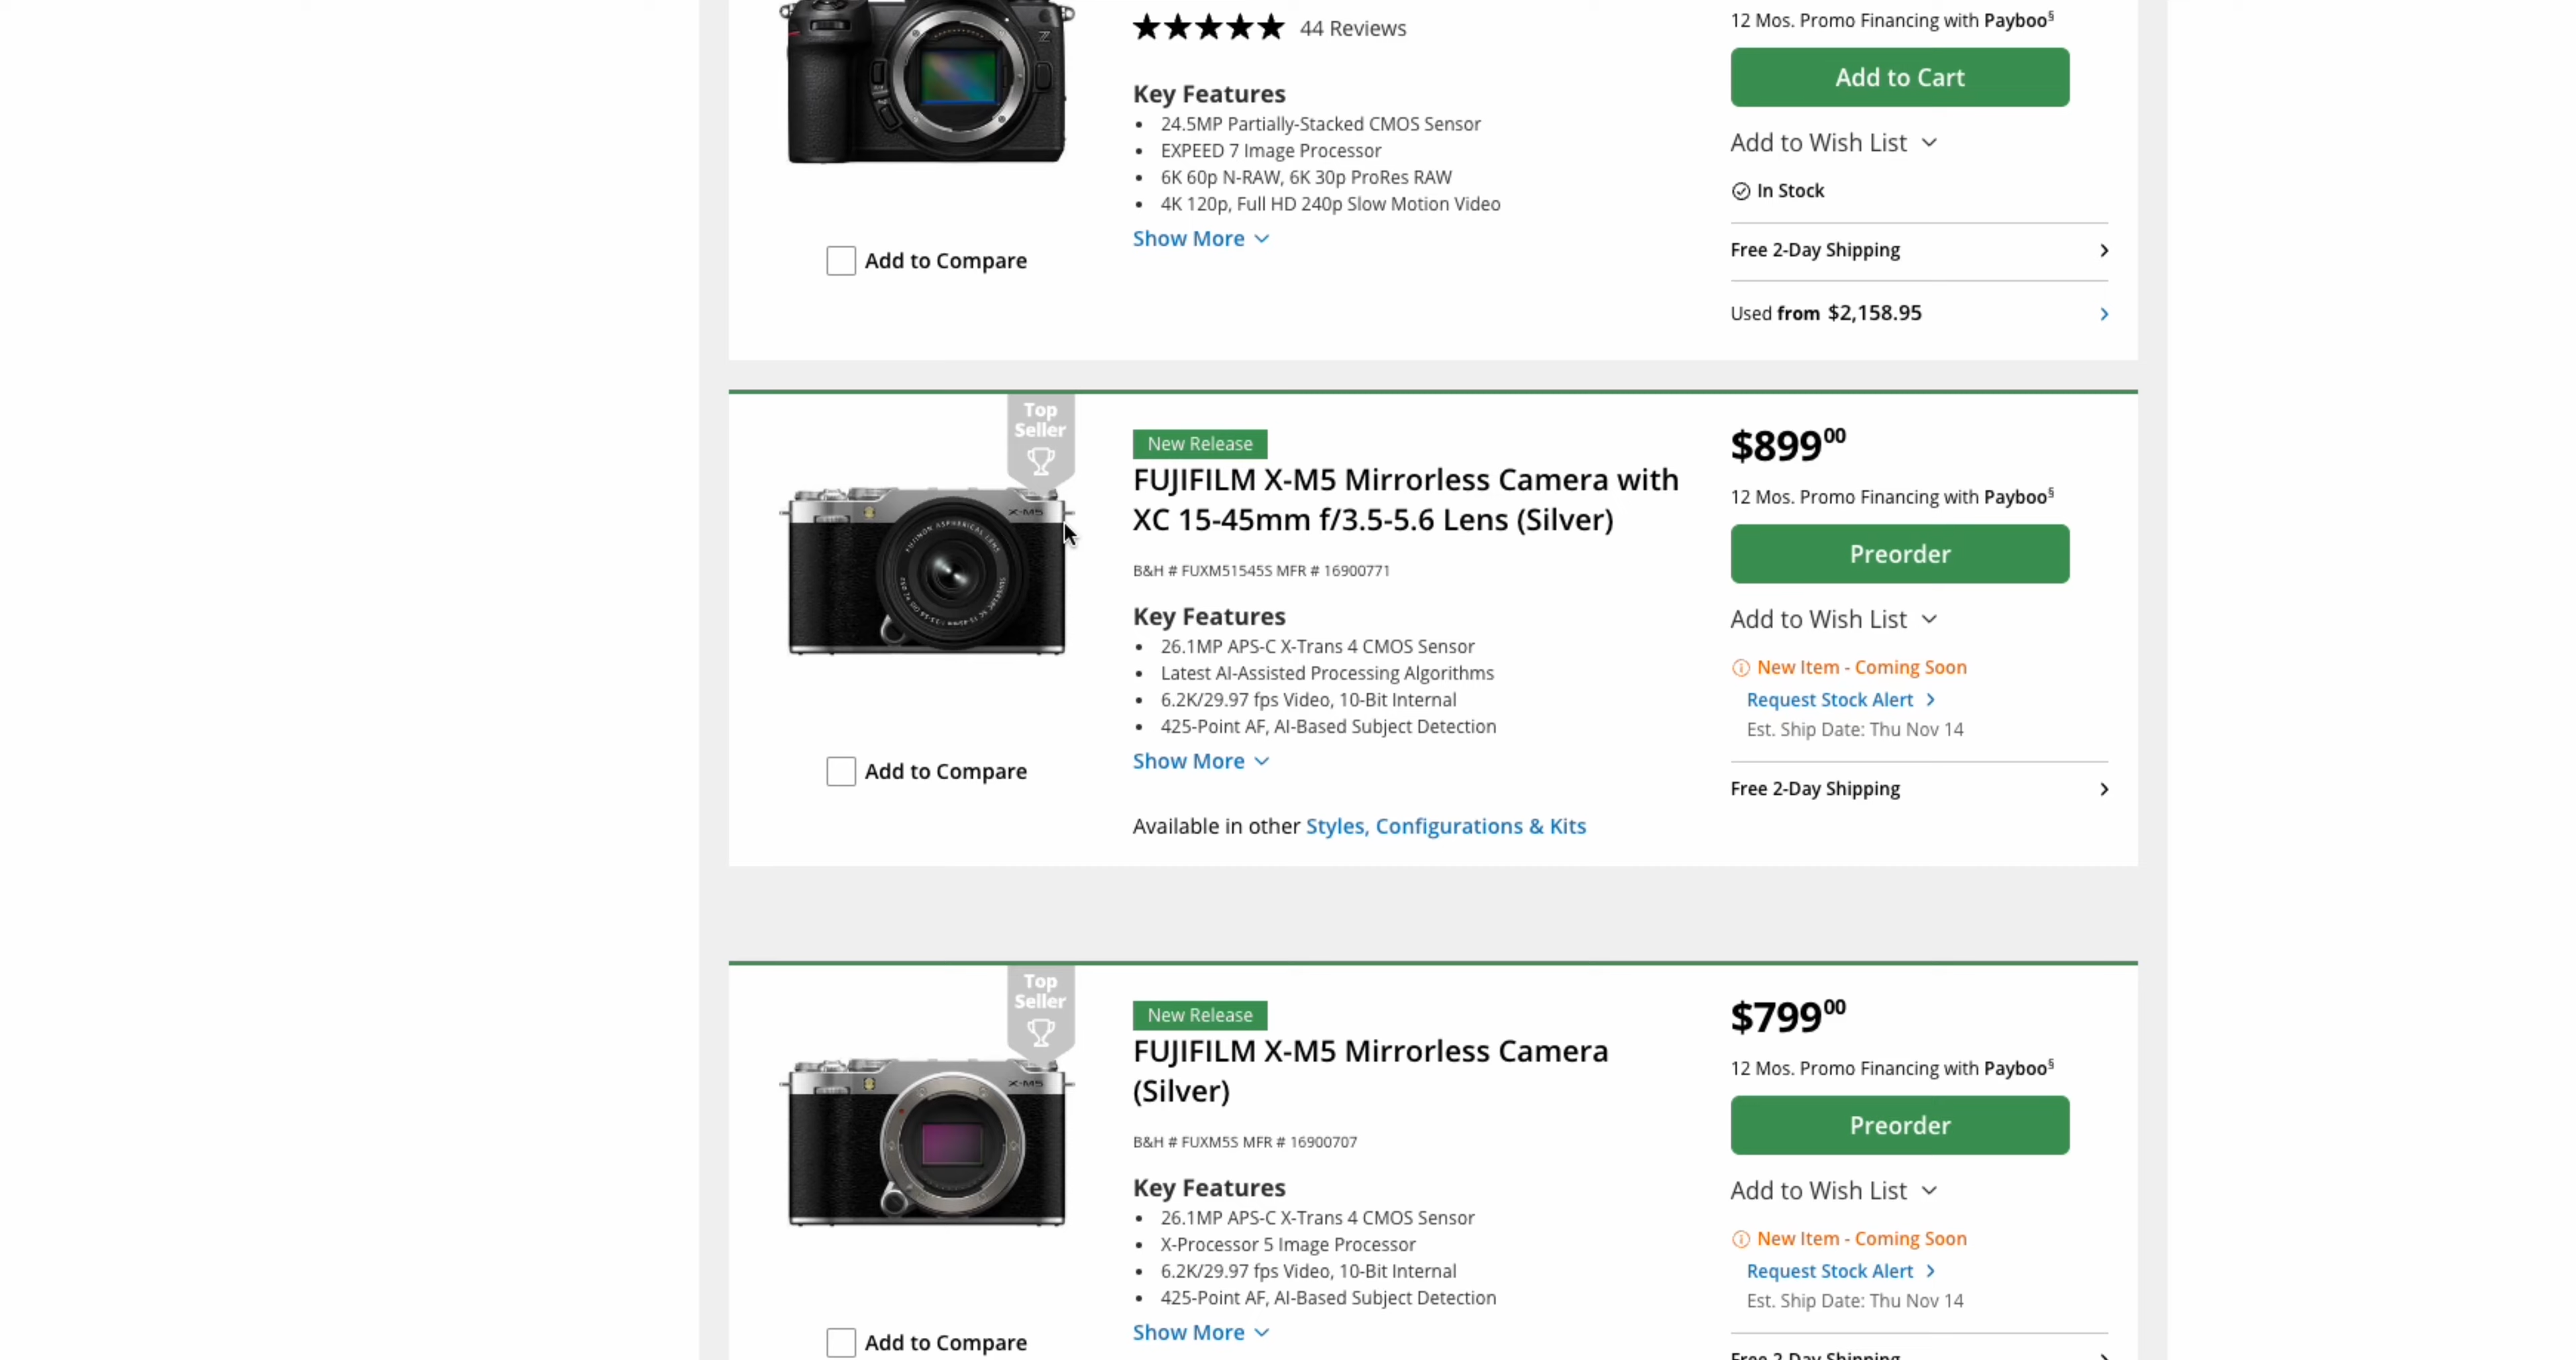 44 Reviews
Key Features
• 24.5MP Partially-Stacked CMOS Sensor
• EXPEED 7 Image Processor
• 6K 60p N-RAW, 6K 30p ProRes RAW
• 4K 120p, Full HD 240p Slow Motion Video
Show More
Add to Compare
12 Mos. Promo Financing with Payboo§
Add to Cart
Add to Wish List
In Stock
Free 2-Day Shipping
Used from $2,158.95
Top
Seller
X-M5
New Release
FUJIFILM X-M5 Mirrorless Camera with
XC 15-45mm f/3.5-5.6 Lens (Silver)
B&H # FUXM51545S MFR # 16900771
Key Features
• 26.1MP APS-C X-Trans 4 CMOS Sensor
• Latest AI-Assisted Processing Algorithms
• 6.2K/29.97 fps Video, 10-Bit Internal
• 425-Point AF, AI-Based Subject Detection
Show More
Add to Compare
Available in other Styles, Configurations & Kits
$89900
12 Mos. Promo Financing with Payboo§
Preorder
Add to Wish List
New Item - Coming Soon
Request Stock Alert
Est. Ship Date: Thu Nov 14
Free 2-Day Shipping
Top
Seller
X-M5
New Release
FUJIFILM X-M5 Mirrorless Camera
(Silver)
B&H # FUXM5S MFR # 16900707
Key Features
• 26.1MP APS-C X-Trans 4 CMOS Sensor
• X-Processor 5 Image Processor
• 6.2K/29.97 fps Video, 10-Bit Internal
• 425-Point AF, AI-Based Subject Detection
Show More
Add to Compare
$79900
12 Mos. Promo Financing with Payboo§
Preorder
Add to Wish List
New Item - Coming Soon
Request Stock Alert
Est. Ship Date: Thu Nov 14
Free 2-Day Shipping